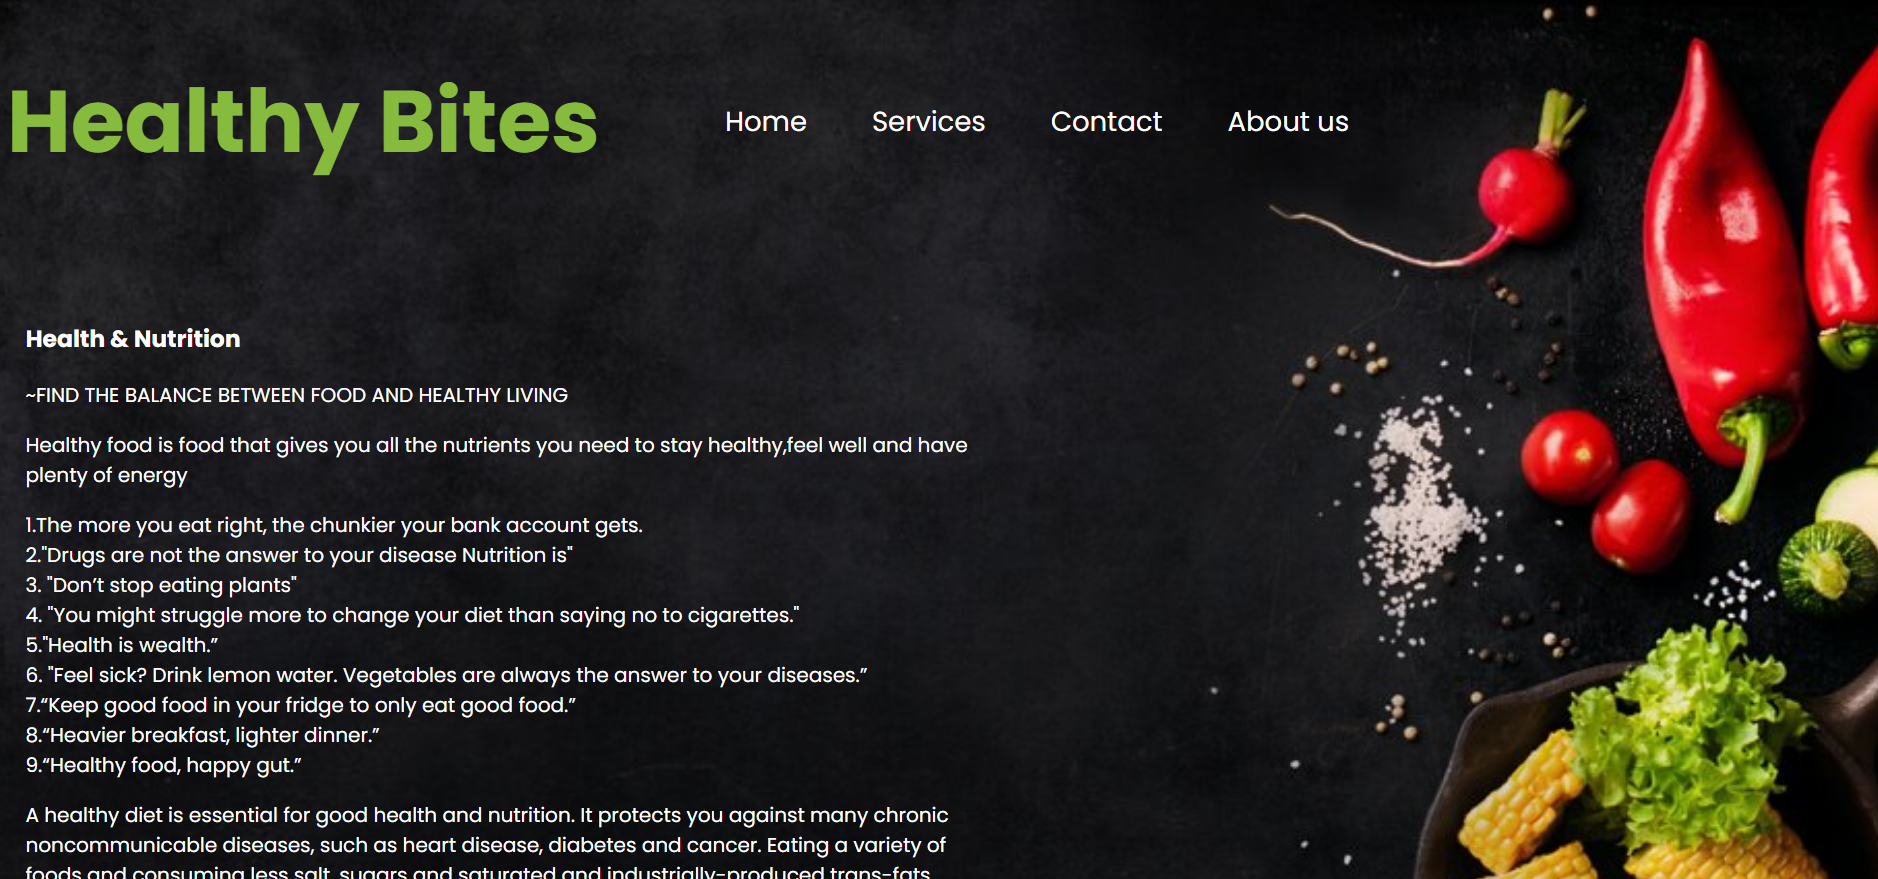 Healthy Bites
Home Services Contact About us
Health & Nutrition
~FIND THE BALANCE BETWEEN FOOD AND HEALTHY LIVING
Healthy food is food that gives you all the nutrients you need to stay healthy,feel well and have
plenty of energy
1.The more you eat right, the chunkier your bank account gets.
2."Drugs are not the answer to your disease Nutrition is"
3. "Don’t stop eating plants"
4. "You might struggle more to change your diet than saying no to cigarettes."
5."Health is wealth.”
6. "Feel sick? Drink lemon water. Vegetables are always the answer to your diseases.”
7.“Keep good food in your fridge to only eat good food.”
8.“Heavier breakfast, lighter dinner.”
9.“Healthy food, happy gut.”
A healthy diet is essential for good health and nutrition. It protects you against many chronic
noncommunicable diseases, such as heart disease, diabetes and cancer. Eating a variety of
foods and consuming less salt, sugars and saturated and industrially-produced trans-fats,